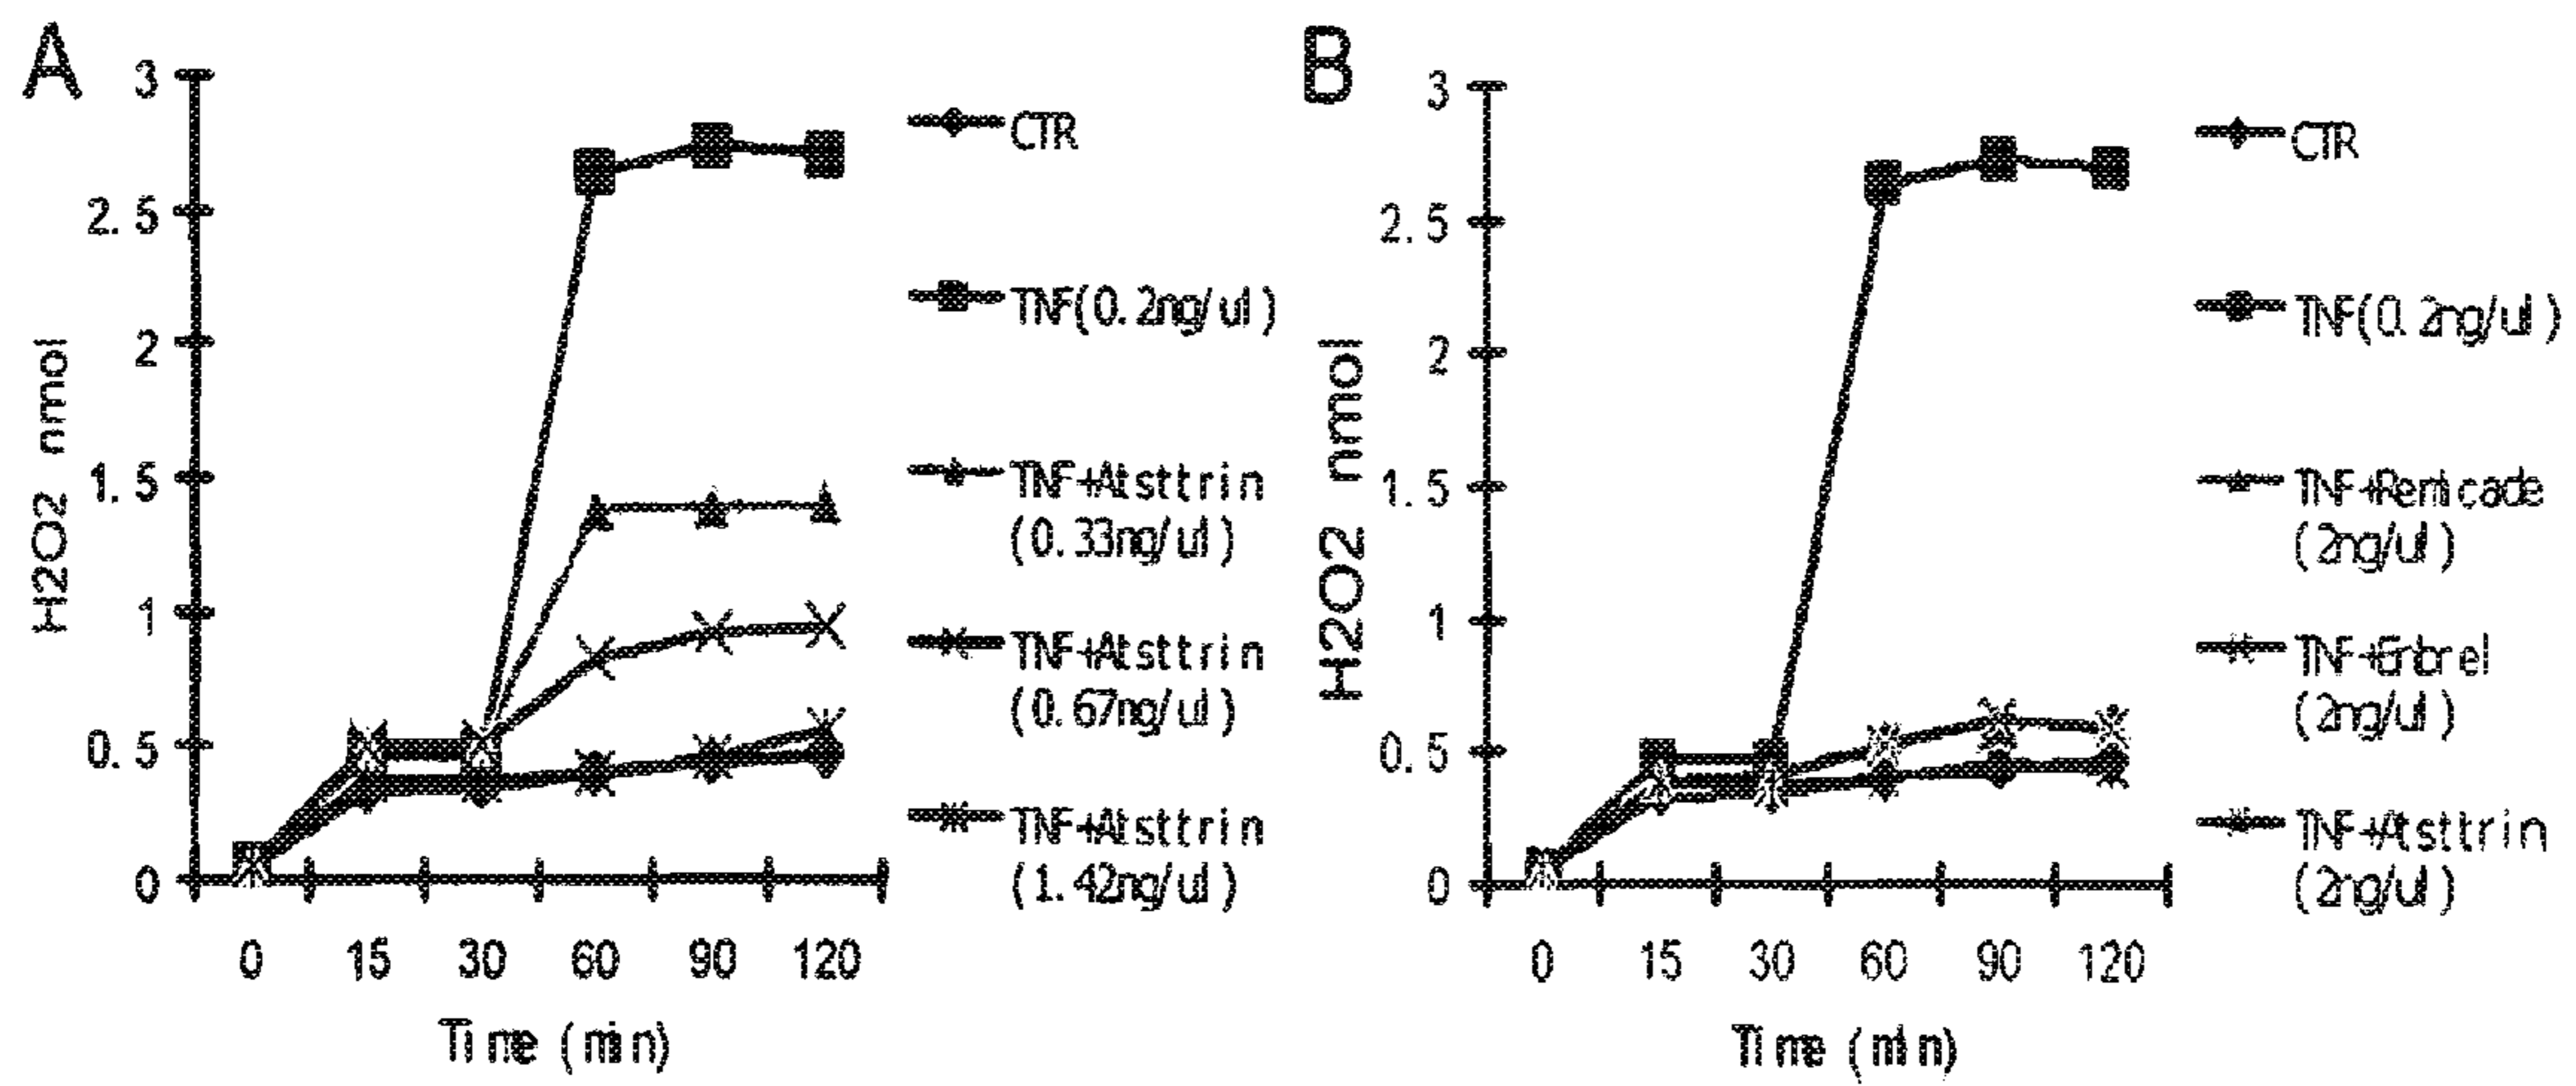 A
3
2.5
2
1.5
1
0.5
0
H2O2 nmol
0 15 30 60 90 120
Time (min)
CTR
TNF(0.2ng/ul)
TNF+Atsttrin
(0.33ng/ul)
TNF+Atsttrin
(0.67ng/ul)
TNF+Atsttrin
(1.42ng/ul)
B
3
2.5
2
1.5
1
0.5
0
H2O2 nmol
0 15 30 60 90 120
Time (min)
CTR
TNF(0.2ng/ul)
TNF+Remicade
(2ng/ul)
TNF+Enbrel
(2ng/ul)
TNF+Atsttrin
(2ng/ul)